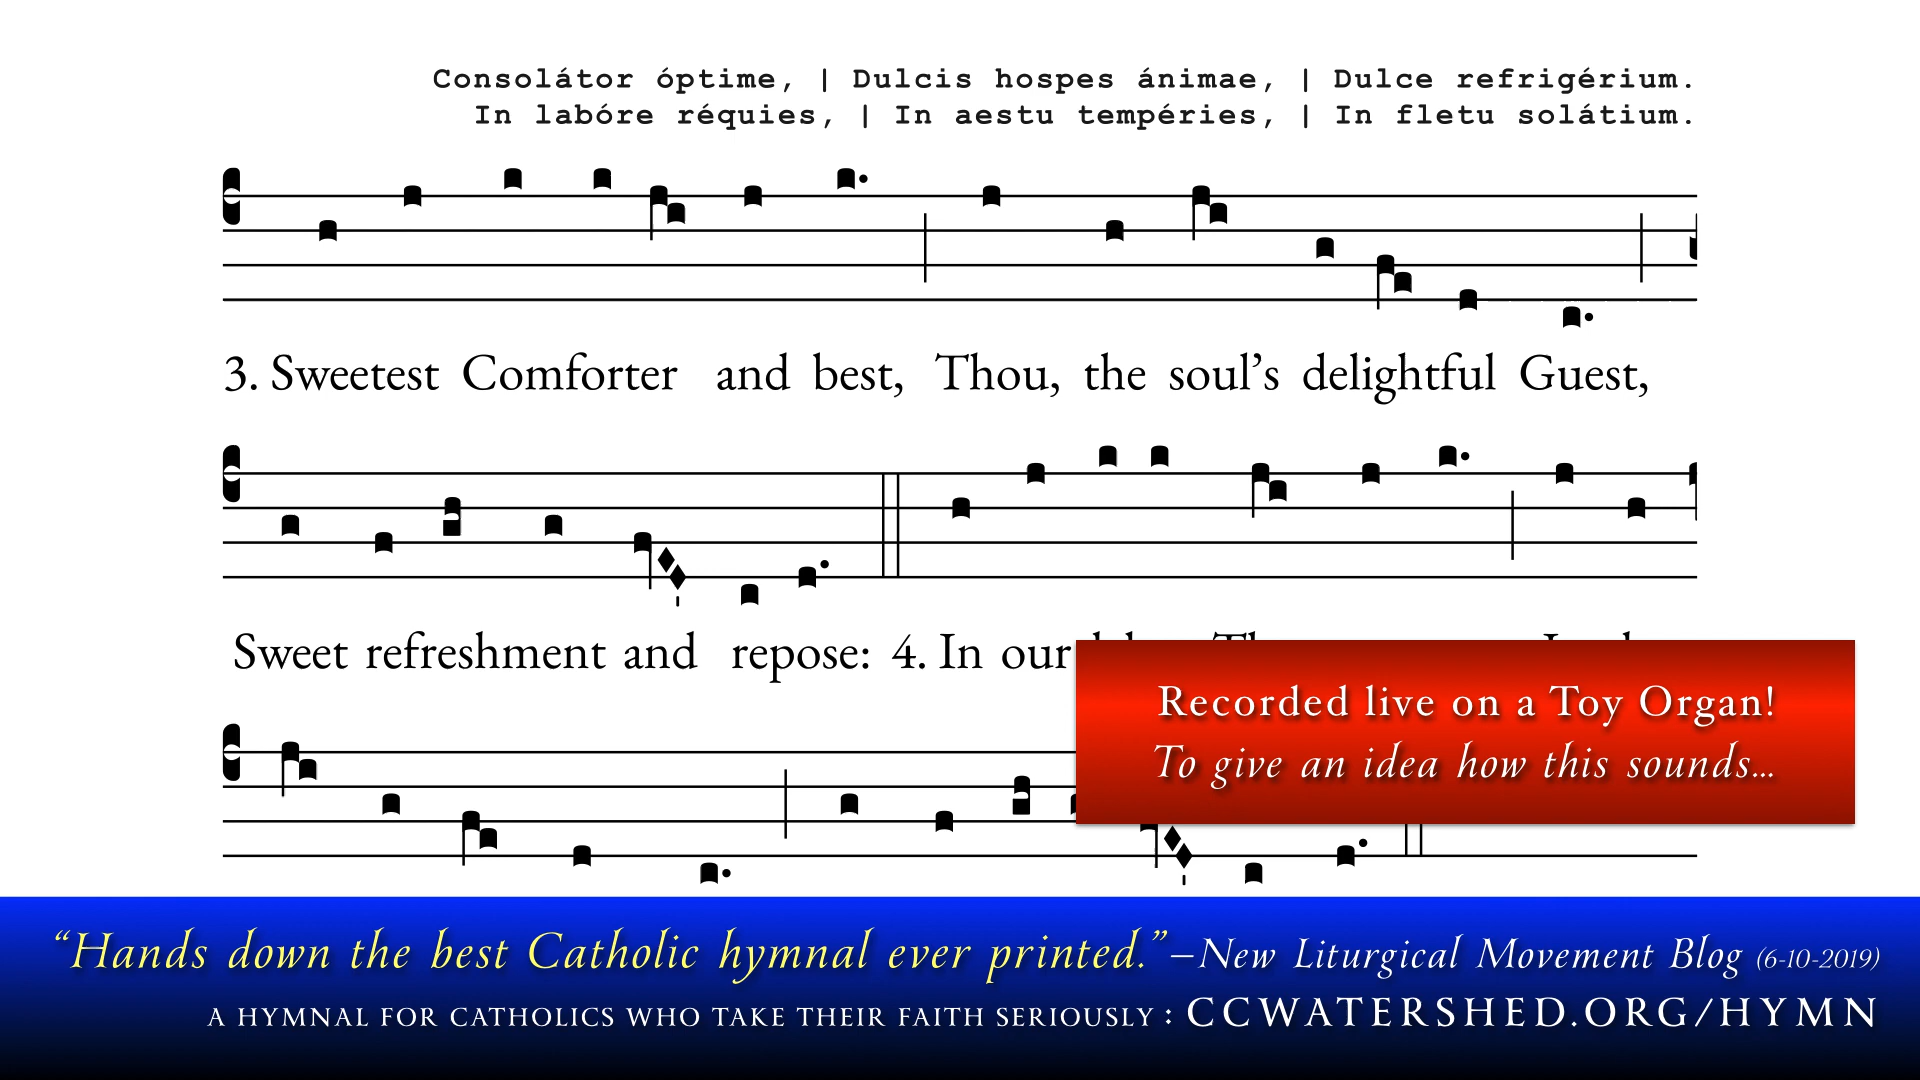 Consolátor óptime, | Dulcis hospes ánimae, | Dulce refrigérium.
In labóre réquies, | In aestu tempéries, | In fletu solátium.
3. Sweetest Comforter and best, Thou, the soul’s delightful Guest,
Sweet refreshment and repose: 4. In our
Recorded live on a Toy Organ!
To give an idea how this sounds...
“Hands down the best Catholic hymnal ever printed.”–New Liturgical Movement Blog (6-10-2019)
A HYMNAL FOR CATHOLICS WHO TAKE THEIR FAITH SERIOUSLY : CCWATERSHED.ORG/HYMN